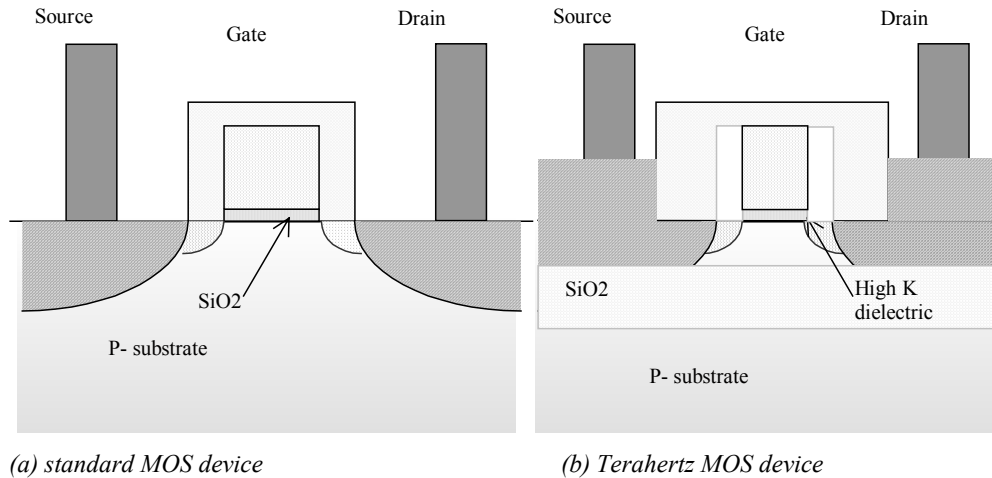 Source
Gate
Drain
SiO2
P- substrate
(a) standard MOS device
Source
Gate
Drain
SiO2
High K
dielectric
P- substrate
(b) Terahertz MOS device